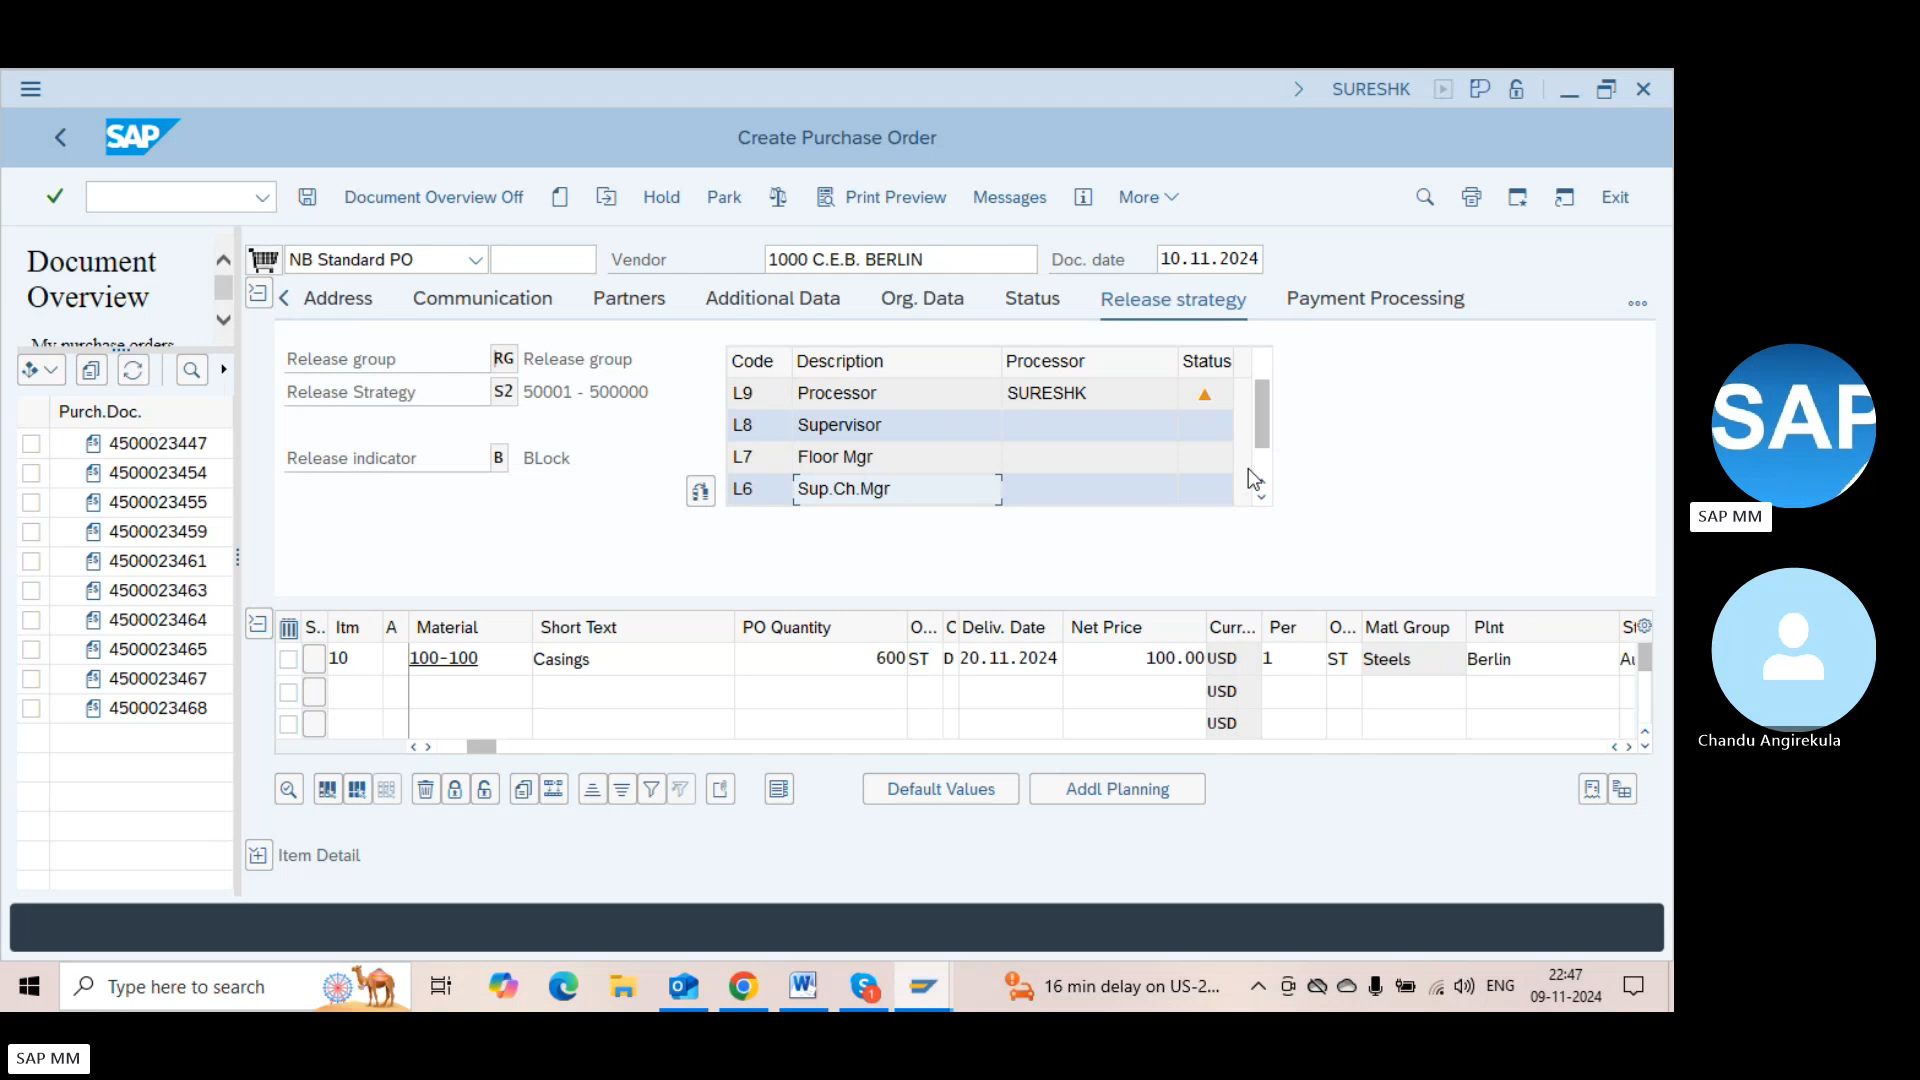 SURESHK
SAP
Create Purchase Order
Document Overview Off
Hold
Park
Print Preview
Messages
More
Exit
Document
Overview
NB Standard PO
Vendor
1000 C.E.B. BERLIN
Doc. date
10.11.2024
Address
Communication
Partners
Additional Data
Org. Data
Status
Release strategy
Payment Processing
My purchase orders
Release group RG Release group
Release Strategy S2 50001 - 500000
Release indicator B BLock
Code Description Processor Status
L9 Processor SURESHK
L8 Supervisor
L7 Floor Mgr
L6 Sup.Ch.Mgr
Purch.Doc.
4500023447
4500023454
4500023455
4500023459
4500023461
4500023463
4500023464
4500023465
4500023467
4500023468
S.. Itm A Material Short Text PO Quantity O... C Deliv. Date Net Price Curr... Per O... Matl Group Plnt St
10 100-100 Casings 600 ST D 20.11.2024 100.00 USD 1 ST Steels Berlin Au
USD
USD
Default Values
Addl Planning
Item Detail
Type here to search
1
16 min delay on US-2...
ENG
22:47
09-11-2024
SAP
SAP MM
Chandu Angirekula
SAP MM